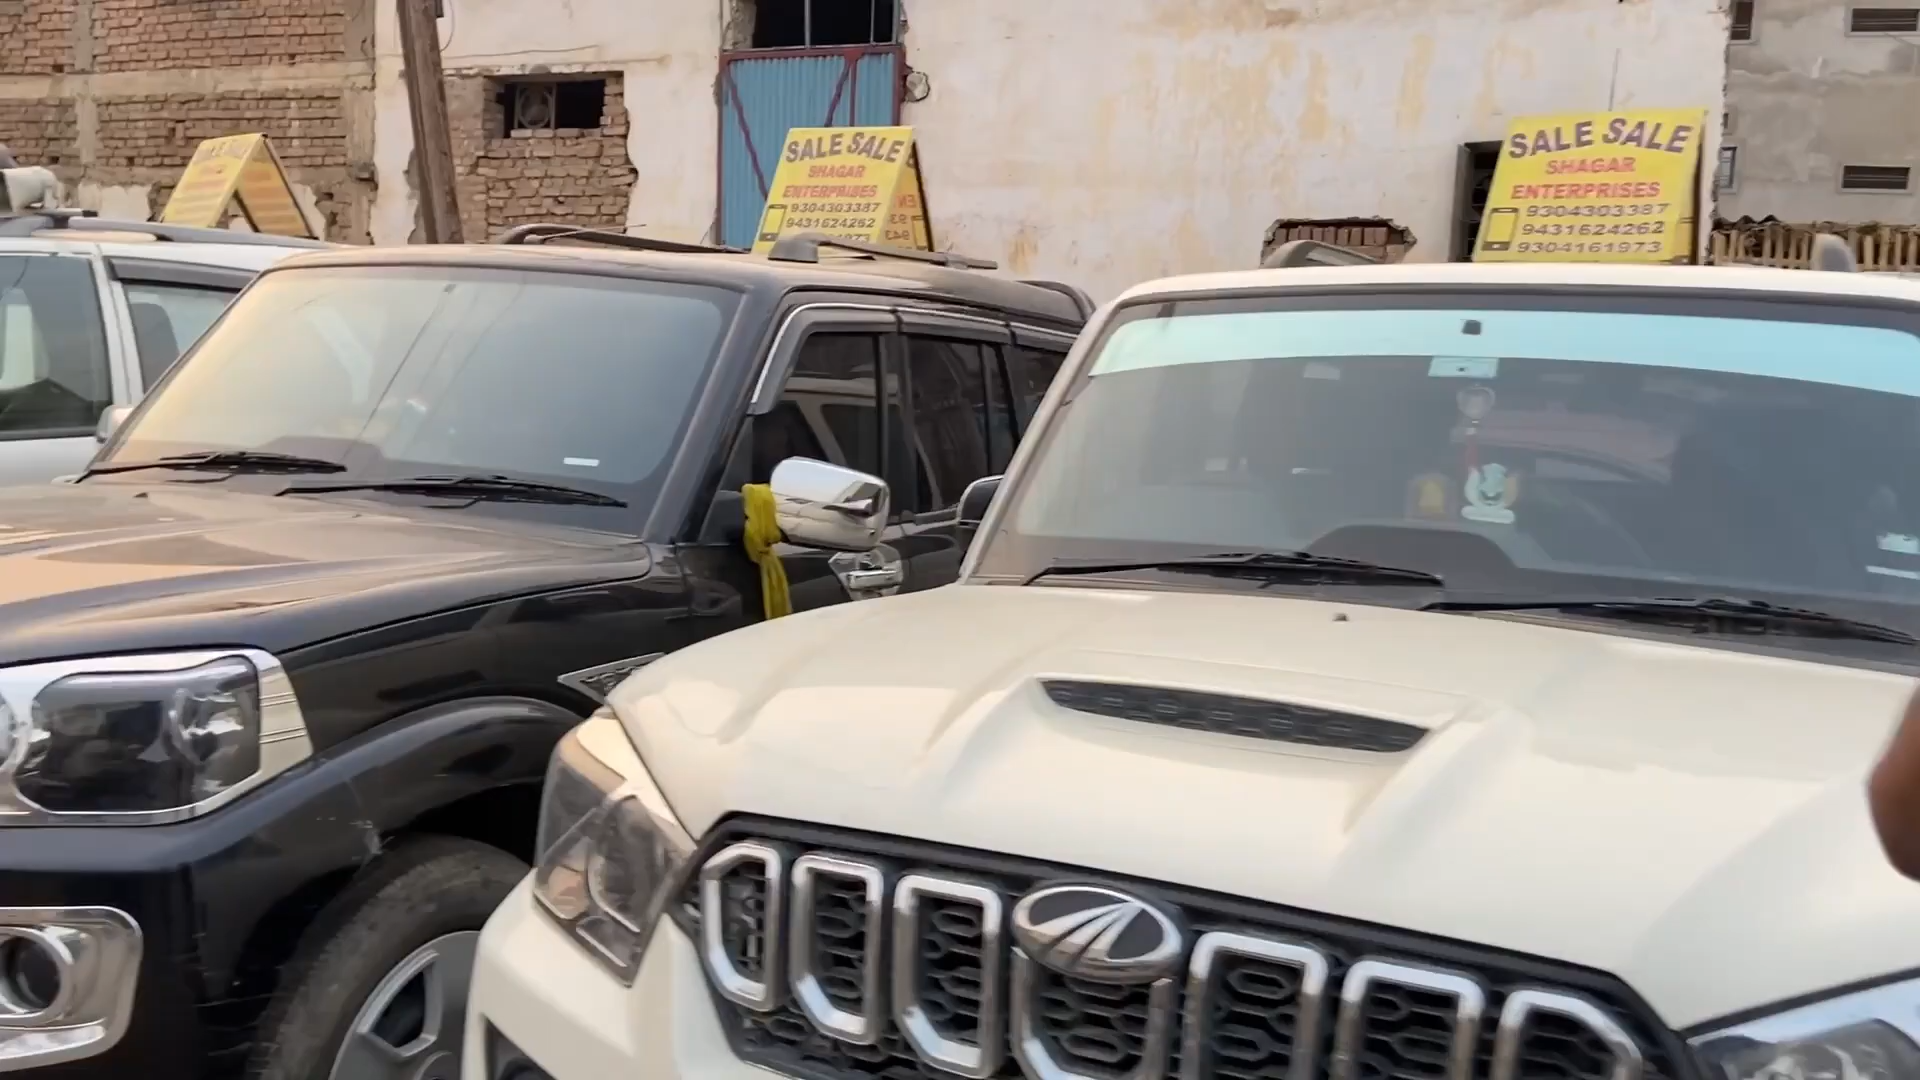 SALE SALE
SHAGAR
ENTERPRISES
9304303387
9431624262
SALE SALE
SHAGAR
ENTERPRISES
9304303387
9431624262
9304161973